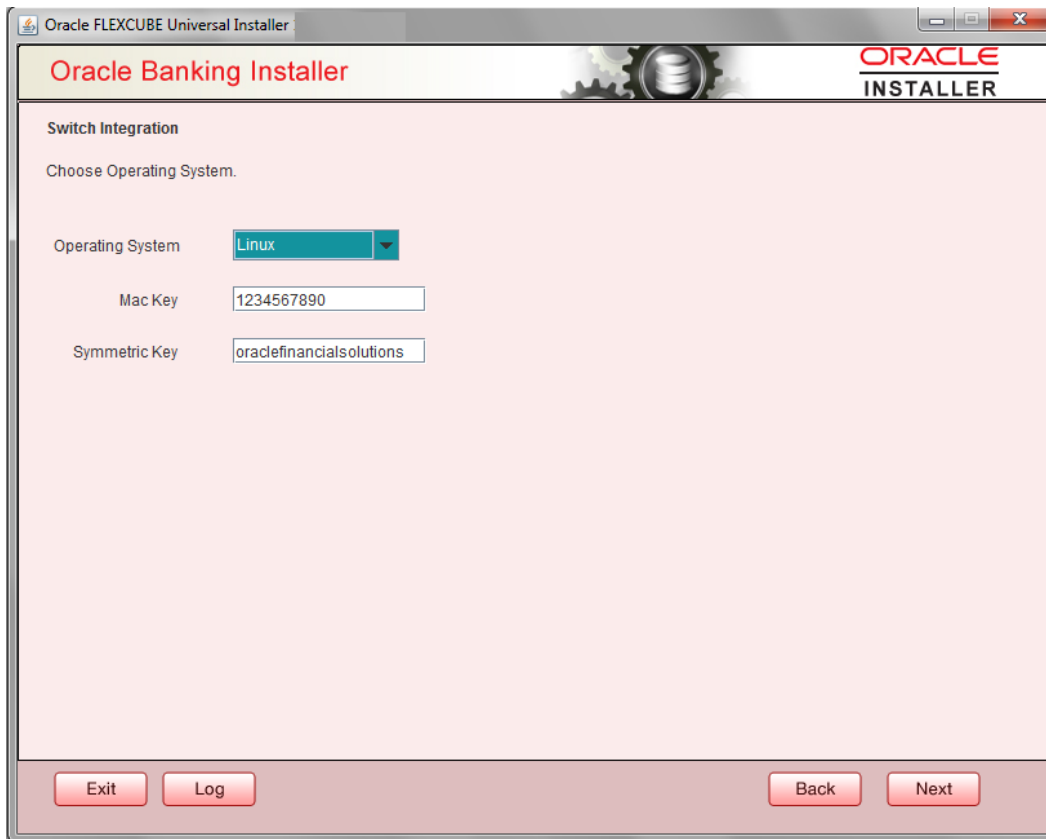 Oracle FLEXCUBE Universal Installer
Oracle Banking Installer
ORACLE
INSTALLER
Switch Integration
Choose Operating System.
Operating System Linux
Mac Key 1234567890
Symmetric Key oraclefinancialsolutions
Exit Log Back Next